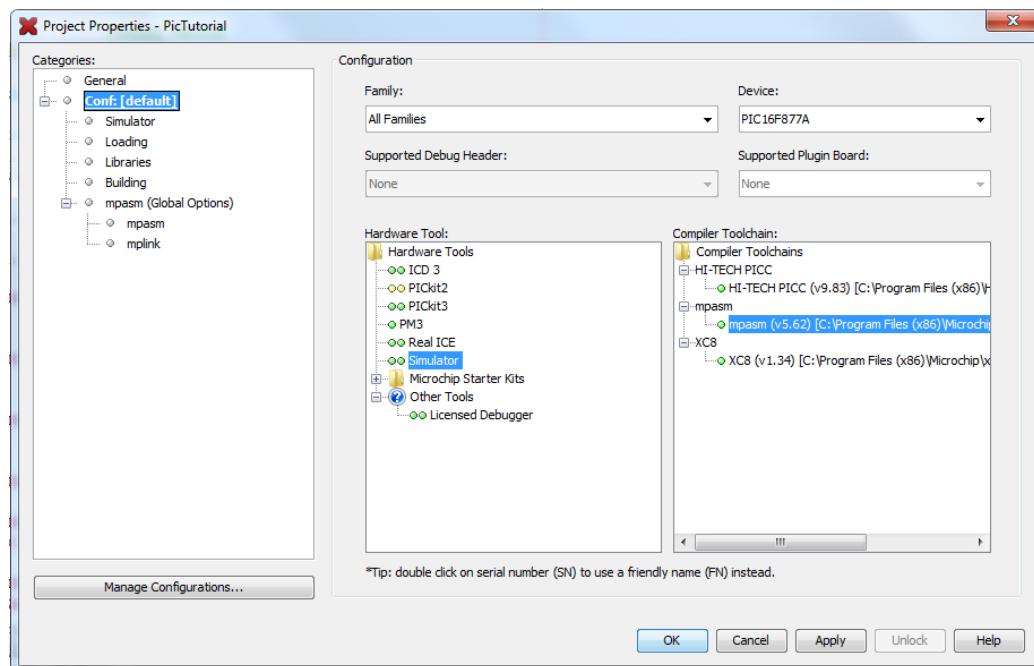 Project Properties - PicTutorial
Categories:
General
Conf: [default]
Simulator
Loading
Libraries
Building
mpasm (Global Options)
mpasm
mplink
Manage Configurations...
Configuration
Family:
Device:
All Families
PIC16F877A
Supported Debug Header:
Supported Plugin Board:
None
None
Hardware Tool:
Hardware Tools
ICD 3
PICkit2
PICkit3
PM3
Real ICE
Simulator
Microchip Starter Kits
Other Tools
Licensed Debugger
Compiler Toolchain:
Compiler Toolchains
HI-TECH PICC
HI-TECH PICC (v9.83) [C:\Program Files (x86)\H
mpasm
mpasm (v5.62) [C:\Program Files (x86)\Microchi
XC8
XC8 (v1.34) [C:\Program Files (x86)\Microchip\x
*Tip: double click on serial number (SN) to use a friendly name (FN) instead.
OK
Cancel
Apply
Unlock
Help